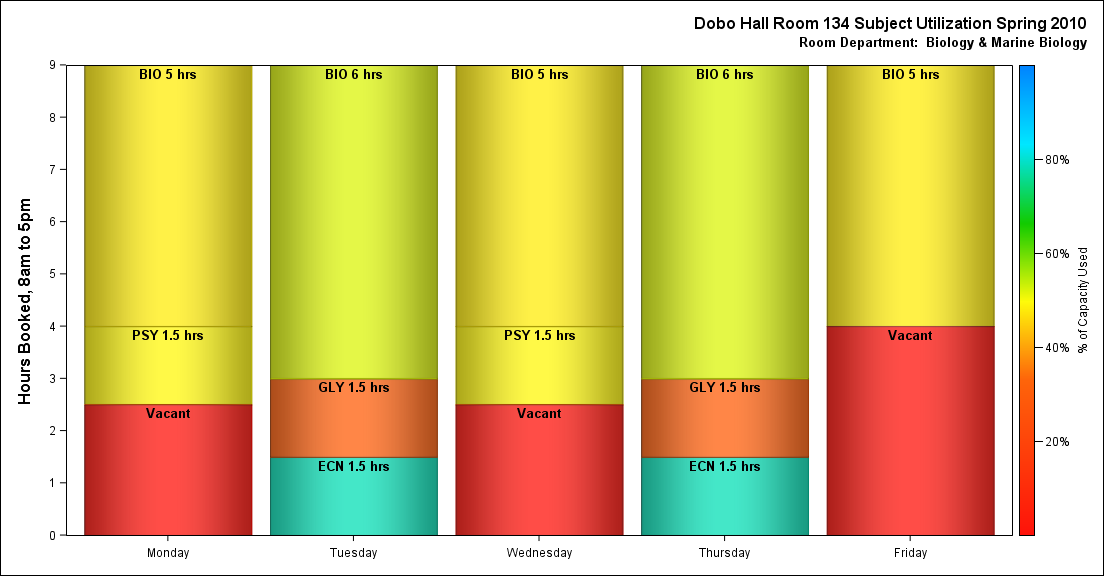 Dobo Hall Room 134 Subject Utilization Spring 2010
Room Department: Biology & Marine Biology
Hours Booked, 8am to 5pm
9
8
7
6
5
4
3
2
1
0
BIO 5 hrs
PSY 1.5 hrs
Vacant
BIO 6 hrs
GLY 1.5 hrs
ECN 1.5 hrs
BIO 5 hrs
PSY 1.5 hrs
Vacant
BIO 6 hrs
GLY 1.5 hrs
ECN 1.5 hrs
BIO 5 hrs
Vacant
Monday
Tuesday
Wednesday
Thursday
Friday
80%
60%
40%
20%
% of Capacity Used